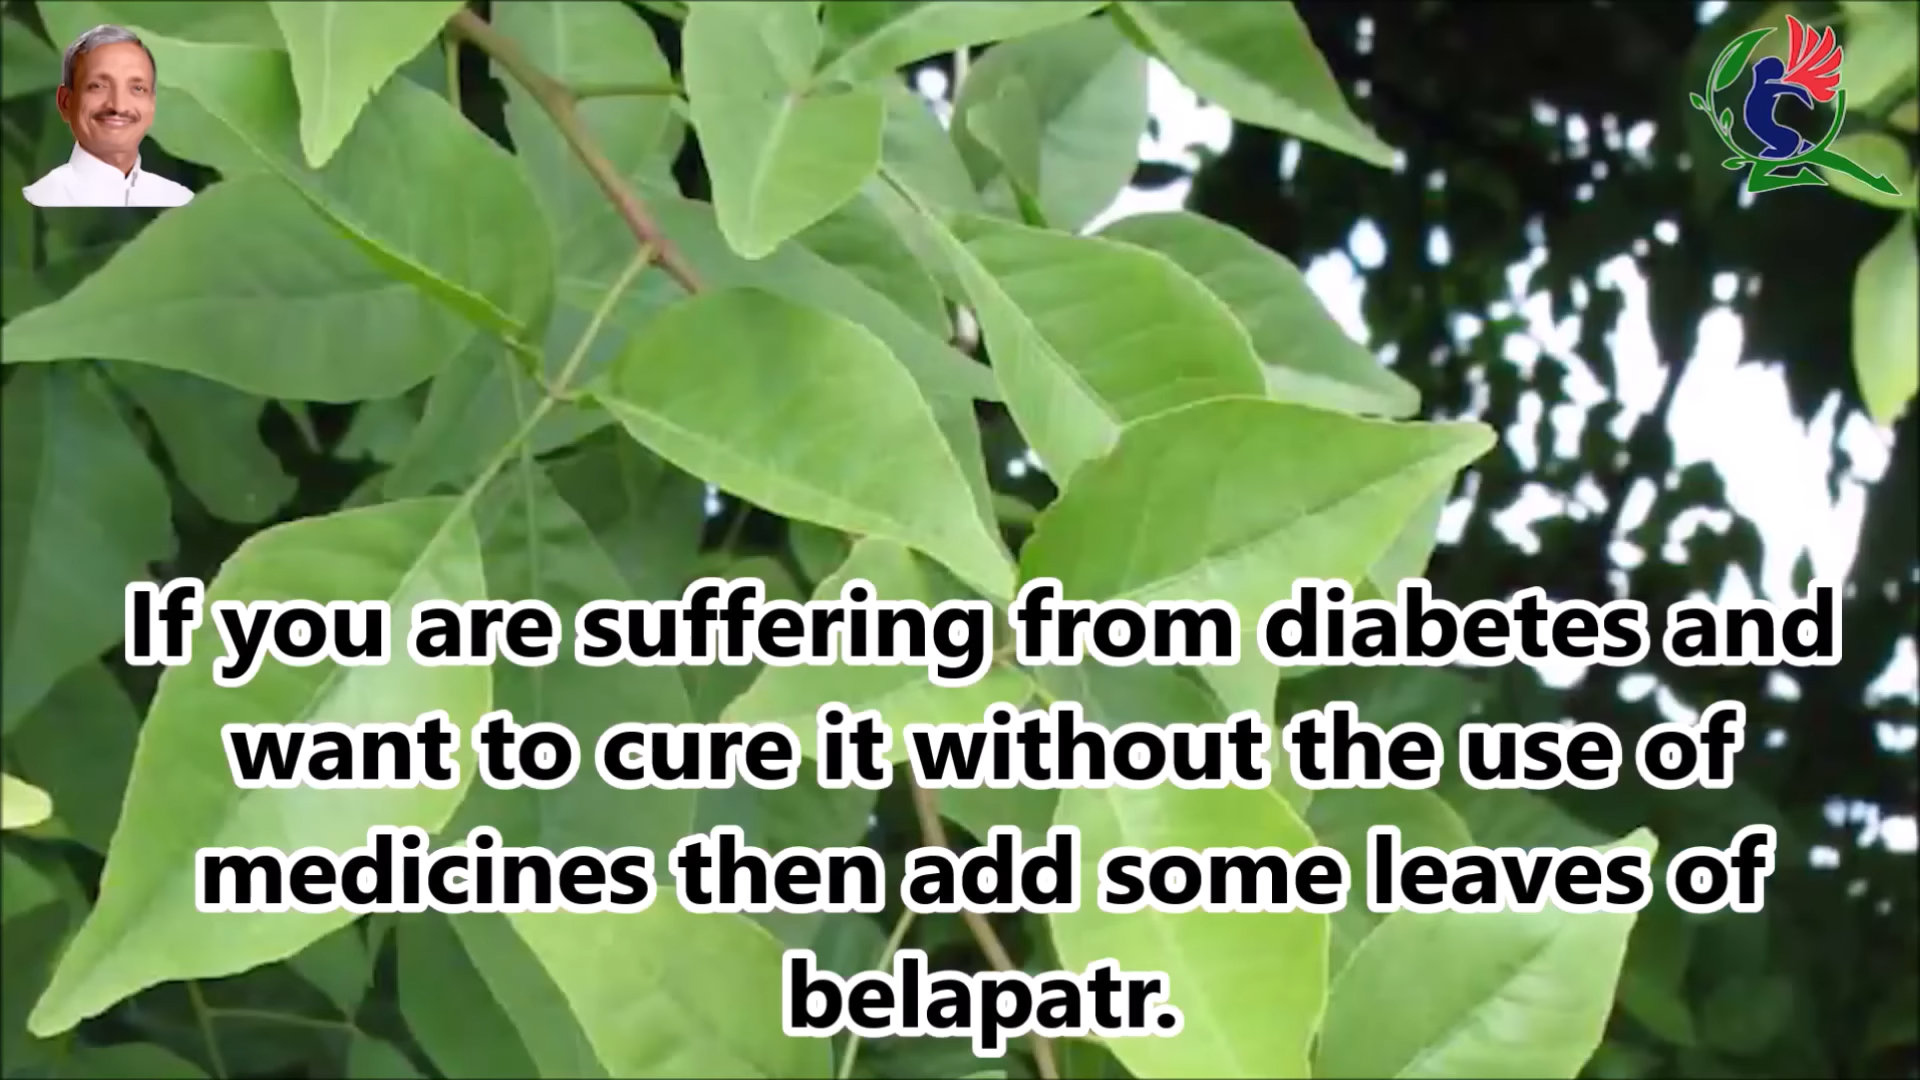 If you are suffering from diabetes and
want to cure it without the use of
medicines then add some leaves of
belapatr.